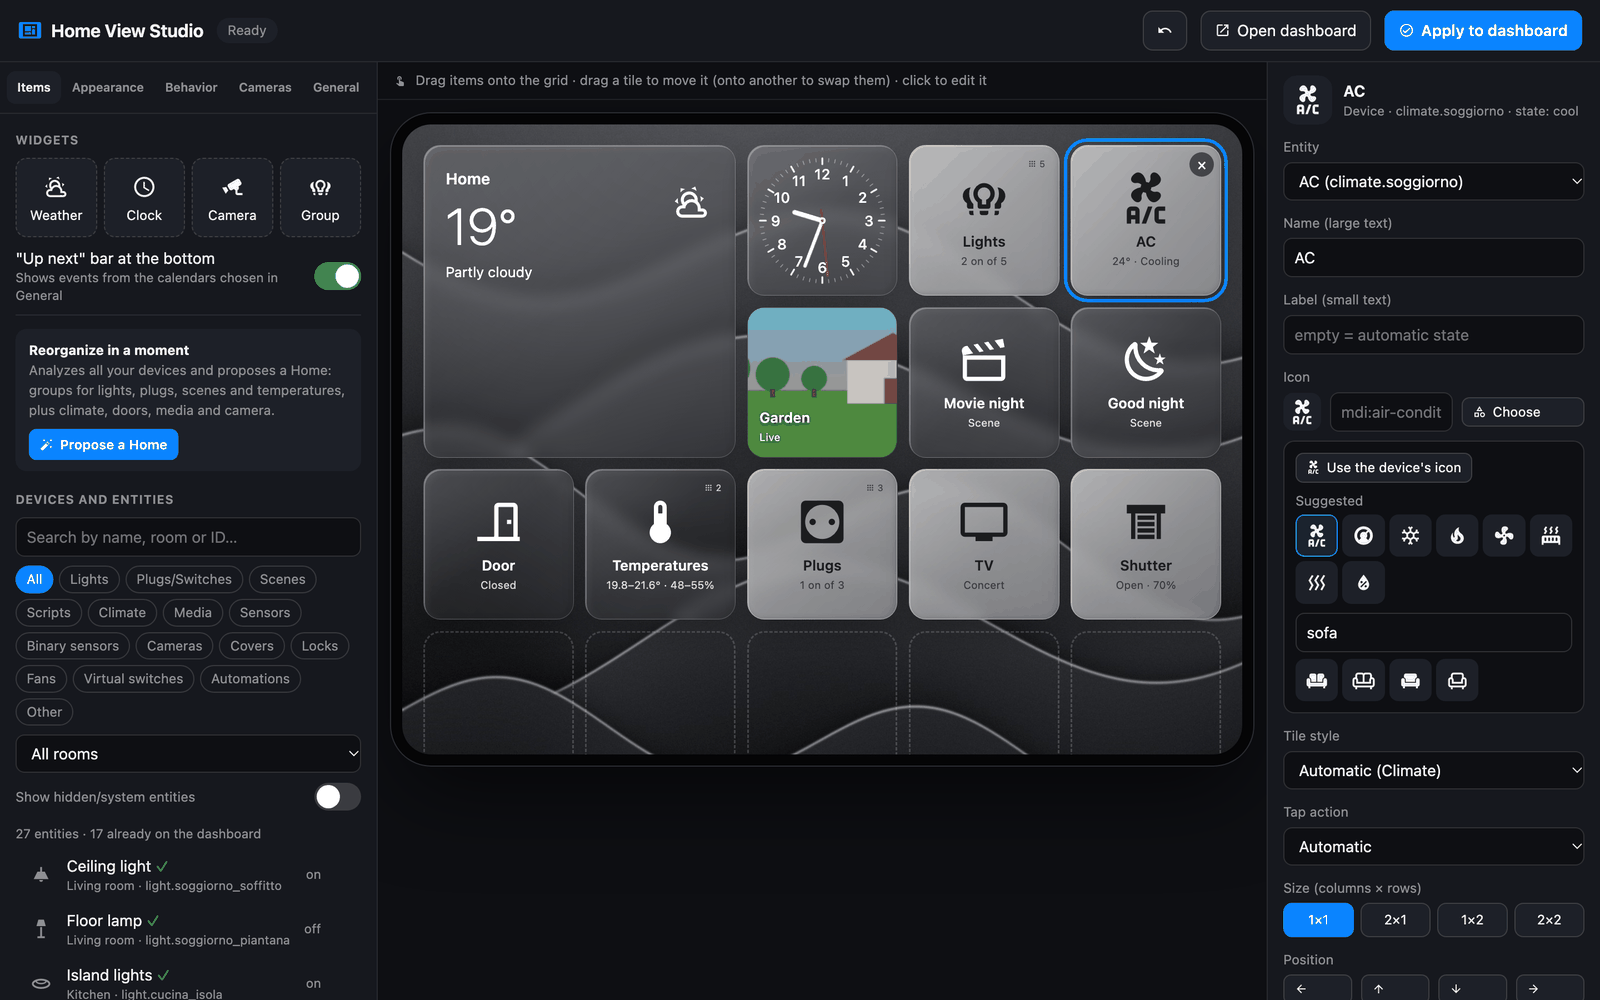 Home View Studio
Ready
Open dashboard
Apply to dashboard
Items
Appearance
Behavior
Cameras
General
WIDGETS
Weather
Clock
Camera
Group
"Up next" bar at the bottom
Shows events from the calendars chosen in
General
Reorganize in a moment
Analyzes all your devices and proposes a Home:
groups for lights, plugs, scenes and temperatures,
plus climate, doors, media and camera.
Propose a Home
DEVICES AND ENTITIES
Search by name, room or ID...
All
Lights
Plugs/Switches
Scenes
Scripts
Climate
Media
Sensors
Binary sensors
Cameras
Covers
Locks
Fans
Virtual switches
Automations
Other
All rooms
Show hidden/system entities
27 entities · 17 already on the dashboard
Ceiling light
Living room · light.soggiorno_soffitto
on
Floor lamp
Living room · light.soggiorno_piantana
off
Island lights
Kitchen · light.cucina_isola
on
Drag items onto the grid · drag a tile to move it (onto another to swap them) · click to edit it
Home
19°
Partly cloudy
12
1
2
3
4
5
6
7
8
9
10
11
5
Lights
2 on of 5
A/C
AC
24° · Cooling
Garden
Live
Movie night
Scene
Good night
Scene
Door
Closed
2
Temperatures
19.8–21.6° · 48–55%
3
Plugs
1 on of 3
TV
Concert
Shutter
Open · 70%
A/C
AC
Device · climate.soggiorno · state: cool
Entity
AC (climate.soggiorno)
Name (large text)
AC
Label (small text)
empty = automatic state
Icon
A/C
mdi:air-condit
Choose
Use the device's icon
Suggested
A/C
sofa
Tile style
Automatic (Climate)
Tap action
Automatic
Size (columns × rows)
1×1
2×1
1×2
2×2
Position